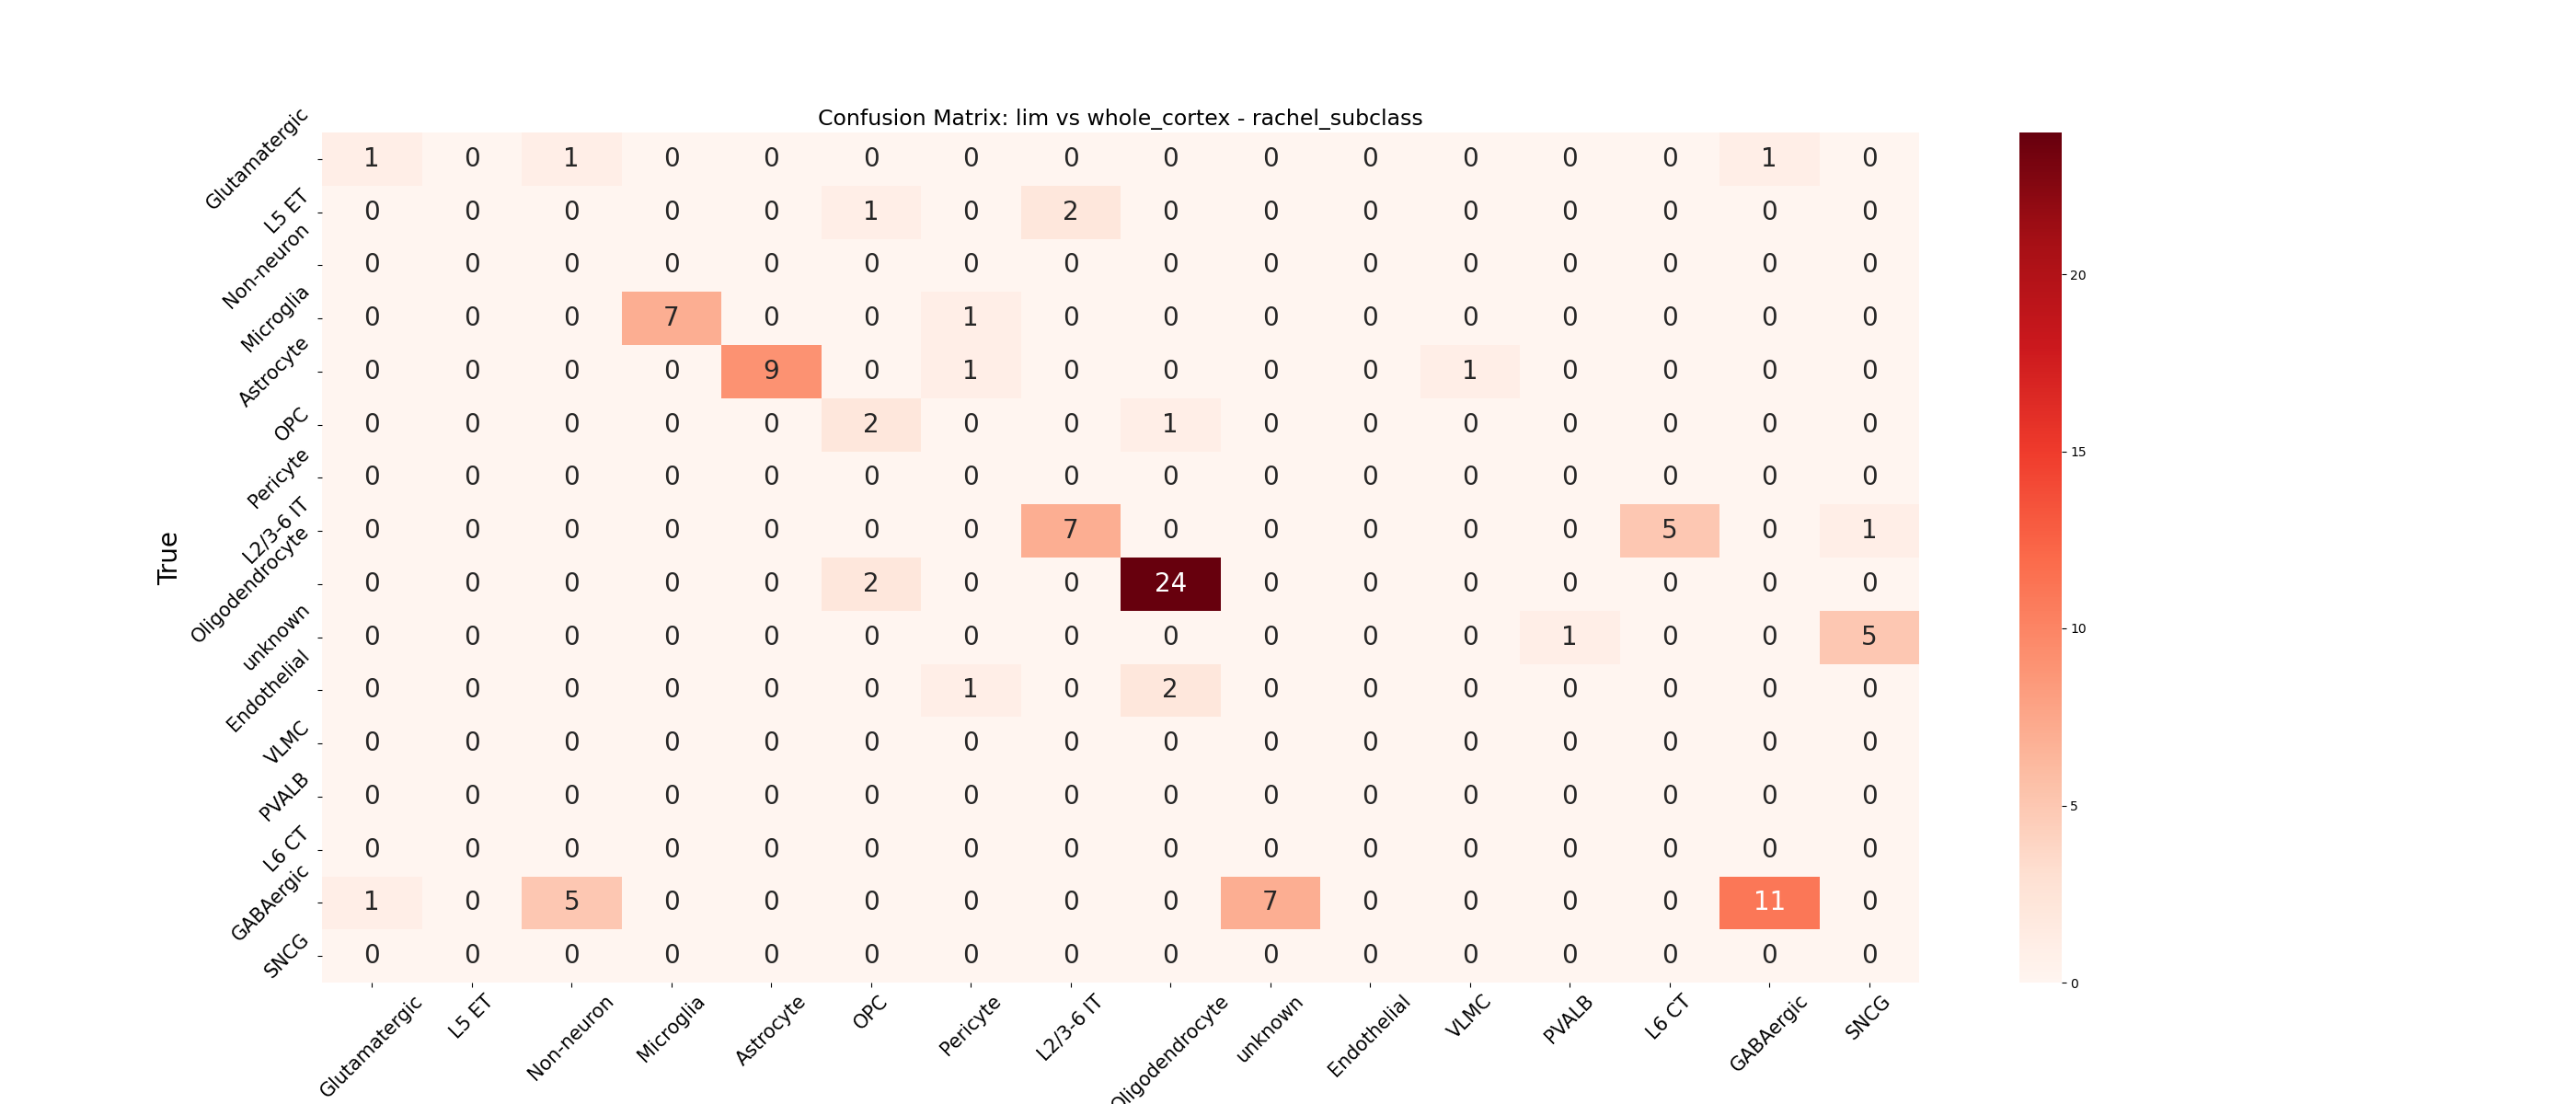 Confusion Matrix: lim vs whole_cortex - rachel_subclass
True
Glutamatergic 1 0 1 0 0 0 0 0 0 0 0 0 0 0 1 0
L5 ET 0 0 0 0 0 1 0 2 0 0 0 0 0 0 0 0
Non-neuron 0 0 0 0 0 0 0 0 0 0 0 0 0 0 0 0
Microglia 0 0 0 7 0 0 1 0 0 0 0 0 0 0 0 0
Astrocyte 0 0 0 0 9 0 1 0 0 0 0 1 0 0 0 0
OPC 0 0 0 0 0 2 0 0 1 0 0 0 0 0 0 0
Pericyte 0 0 0 0 0 0 0 0 0 0 0 0 0 0 0 0
L2/3-6 IT 0 0 0 0 0 0 0 7 0 0 0 0 0 5 0 1
Oligodendrocyte 0 0 0 0 0 2 0 0 24 0 0 0 0 0 0 0
unknown 0 0 0 0 0 0 0 0 0 0 0 0 1 0 0 5
Endothelial 0 0 0 0 0 0 1 0 2 0 0 0 0 0 0 0
VLMC 0 0 0 0 0 0 0 0 0 0 0 0 0 0 0 0
PVALB 0 0 0 0 0 0 0 0 0 0 0 0 0 0 0 0
L6 CT 0 0 0 0 0 0 0 0 0 0 0 0 0 0 0 0
GABAergic 1 0 5 0 0 0 0 0 0 7 0 0 0 0 11 0
SNCG 0 0 0 0 0 0 0 0 0 0 0 0 0 0 0 0
Glutamatergic L5 ET Non-neuron Microglia Astrocyte OPC Pericyte L2/3-6 IT Oligodendrocyte unknown Endothelial VLMC PVALB L6 CT GABAergic SNCG
20
15
10
5
0